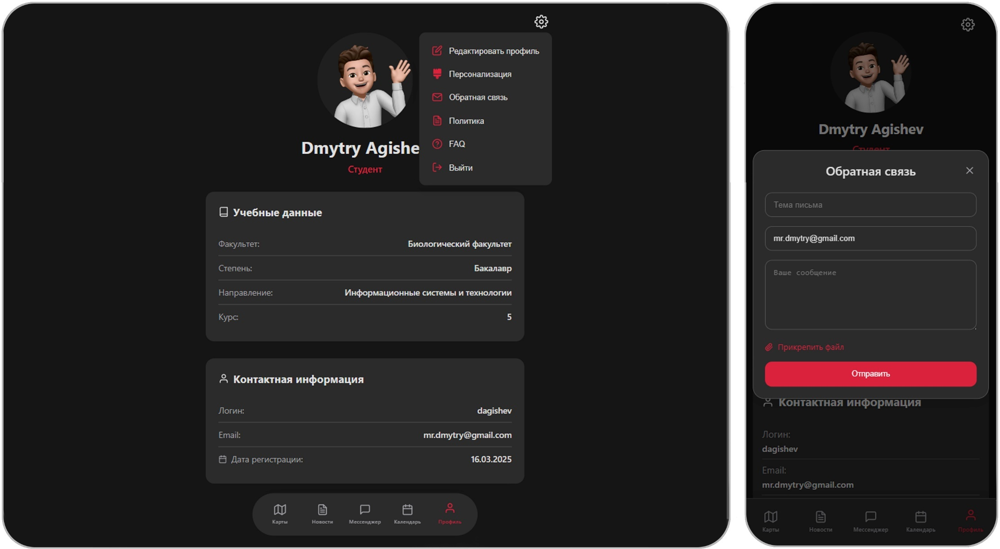 Редактировать профиль
Персонализация
Обратная связь
Политика
FAQ
Выйти
Dmytry Agishe
Студент
Учебные данные
Факультет: Биологический факультет
Степень: Бакалавр
Направление: Информационные системы и технологии
Курс: 5
Контактная информация
Логин: dagishev
Email: mr.dmytry@gmail.com
Дата регистрации: 16.03.2025
Карты Новости Мессенджер Календарь Профиль
Dmytry Agishev
Студент
Обратная связь
Тема письма
mr.dmytry@gmail.com
Ваше сообщение
Прикрепить файл
Отправить
Контактная информация
Логин:
dagishev
Email:
mr.dmytry@gmail.com
Карты Новости Мессенджер Календарь Профиль